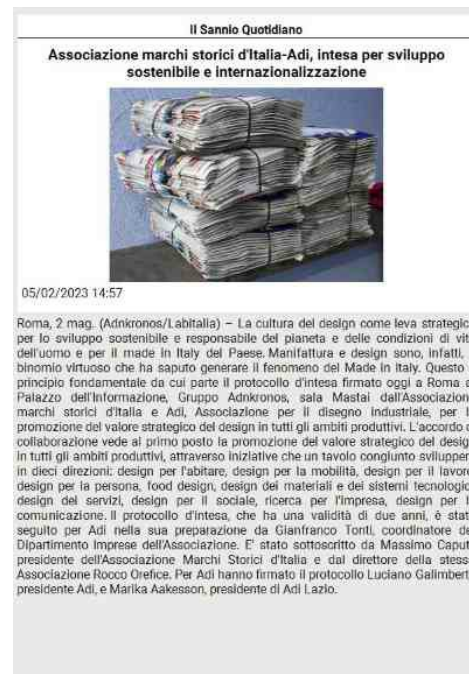 Il Sannio Quotidiano
Associazione marchi storici d'Italia-Adi, intesa per sviluppo
sostenibile e internazionalizzazione
05/02/2023 14:57
Roma, 2 mag. (Adnkronos/Labitalia) – La cultura del design come leva strategic
per lo sviluppo sostenibile e responsabile del pianeta e delle condizioni di vit
dell'uomo e per il made in Italy del Paese. Manifattura e design sono, infatti,
binomio virtuoso che ha saputo generare il fenomeno del Made in Italy. Questo
principio fondamentale da cui parte il protocollo d'intesa firmato oggi a Roma a
Palazzo dell'Informazione, Gruppo Adnkronos, sala Mastai dall'Association
marchi storici d'Italia e Adi, Associazione per il disegno industriale, per l
promozione del valore strategico del design in tutti gli ambiti produttivi. L'accordo d
collaborazione vede al primo posto la promozione del valore strategico del desig
in tutti gli ambiti produttivi, attraverso iniziative che un tavolo congiunto svilupper
in dieci direzioni: design per l'abitare, design per la mobilità, design per il lavor
design per la persona, food design, design dei materiali e dei sistemi tecnologic
design dei servizi, design per il sociale, ricerca per l'impresa, design per l
comunicazione. Il protocollo d'intesa, che ha una validità di due anni, è stat
seguito per Adi nella sua preparazione da Gianfranco Tonti, coordinatore de
Dipartimento Imprese dell'Associazione. E' stato sottoscritto da Massimo Caput
presidente dell'Associazione Marchi Storici d'Italia e dal direttore della stess
Associazione Rocco Orefice. Per Adi hanno firmato il protocollo Luciano Galimbert
presidente Adi, e Marika Aakesson, presidente di Adi Lazio.